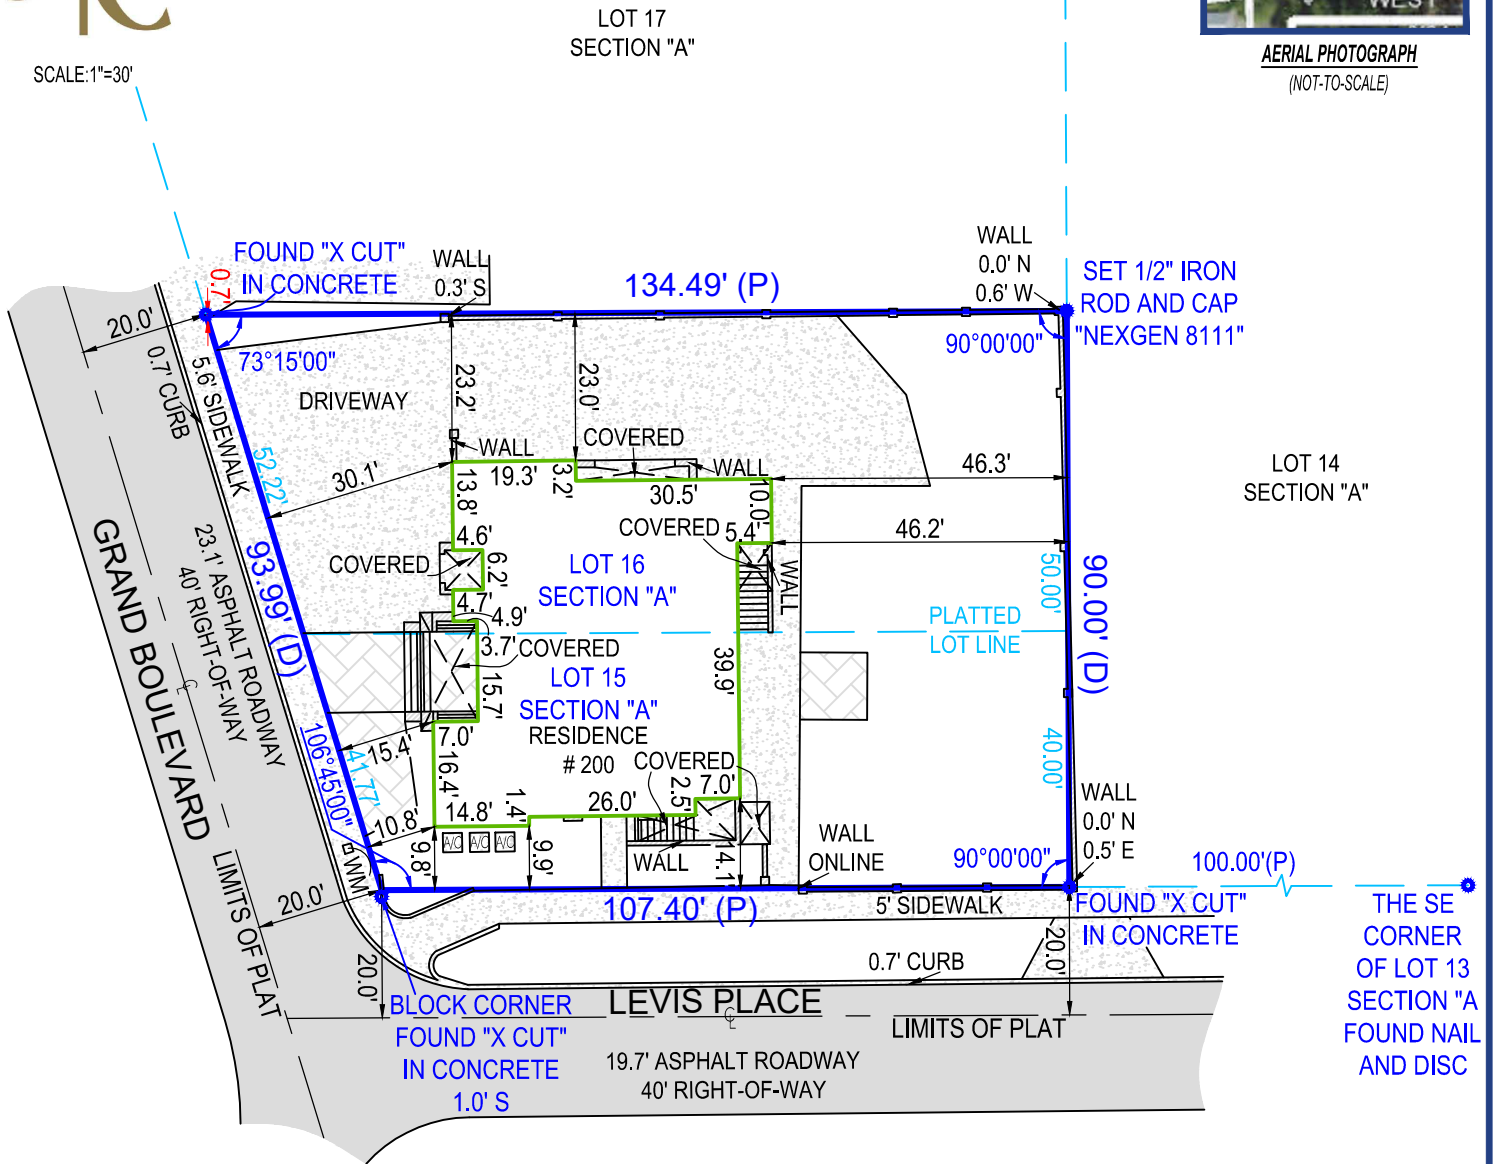 LOT 17
SECTION "A"
SCALE:1"=30'
AERIAL PHOTOGRAPH
(NOT-TO-SCALE)
FOUND "X CUT"
IN CONCRETE
0.7'
WALL
0.3' S
134.49' (P)
WALL
0.0' N
0.6' W
SET 1/2" IRON
ROD AND CAP
"NEXGEN 8111"
20.0'
0.7' CURB
5.6' SIDEWALK
73°15'00"
90°00'00"
DRIVEWAY
23.2'
23.0'
COVERED
WALL
WALL
52.22'
30.1'
19.3'
3.2'
30.5'
13.8'
10.0'
46.3'
LOT 14
SECTION "A"
4.6'
COVERED
5.4'
46.2'
COVERED
6.2'
LOT 16
SECTION "A"
WALL
50.00'
90.00' (D)
PLATTED
LOT LINE
4.7'
4.9'
3.7'
COVERED
39.9'
GRAND BOULEVARD
23.1' ASPHALT ROADWAY
40' RIGHT-OF-WAY
93.99' (D)
15.7'
LOT 15
SECTION "A"
RESIDENCE
# 200
COVERED
7.0'
15.4'
41.77'
106°45'00"
16.4'
40.00'
7.0'
2.5'
26.0'
1.4'
14.8'
10.8'
A/C
A/C
A/C
WM
9.8'
9.9'
WALL
14.1'
WALL
ONLINE
90°00'00"
WALL
0.0' N
0.5' E
100.00'(P)
LIMITS OF PLAT
20.0'
107.40' (P)
5' SIDEWALK
FOUND "X CUT"
IN CONCRETE
THE SE
CORNER
OF LOT 13
SECTION "A
FOUND NAIL
AND DISC
20.0'
20.0'
0.7' CURB
BLOCK CORNER
FOUND "X CUT"
IN CONCRETE
1.0' S
LEVIS PLACE
LIMITS OF PLAT
19.7' ASPHALT ROADWAY
40' RIGHT-OF-WAY